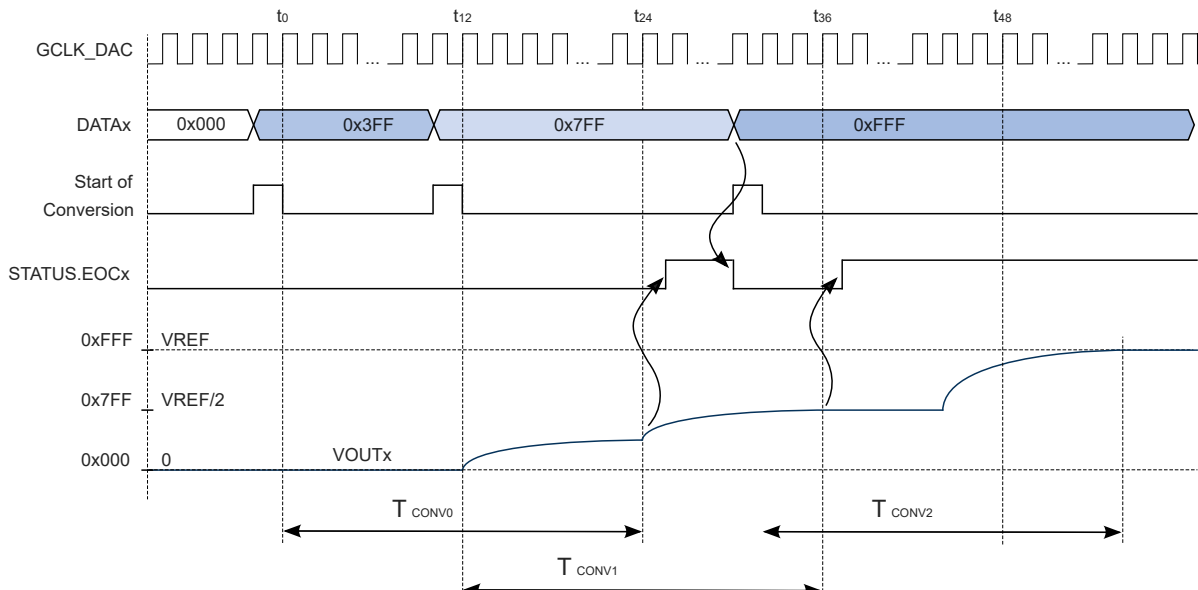 t0 t12 t24 t36 t48
GCLK_DAC ... ... ... ... ...
DATAx 0x000 0x3FF 0x7FF 0xFFF
Start of
Conversion
STATUS.EOCx
0xFFF VREF
0x7FF VREF/2
0x000 0 VOUTx
T CONV0 T CONV2
T CONV1